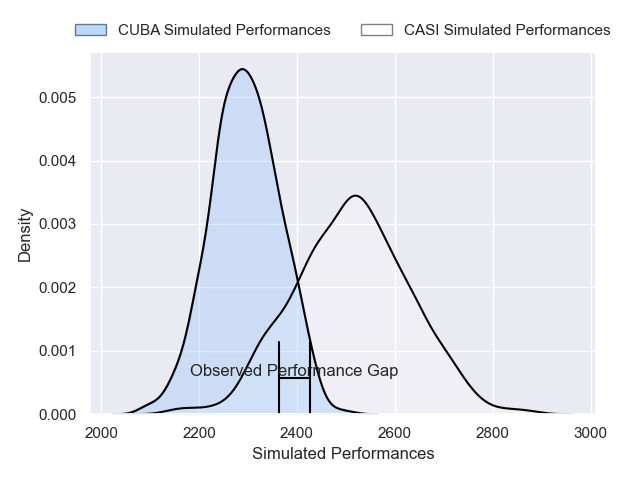 CUBA Simulated Performances CASI Simulated Performances
0.005
0.004
Density
0.003
0.002
0.001
Observed Performance Gap
0.000
2000 2200 2400 2600 2800 3000
Simulated Performances